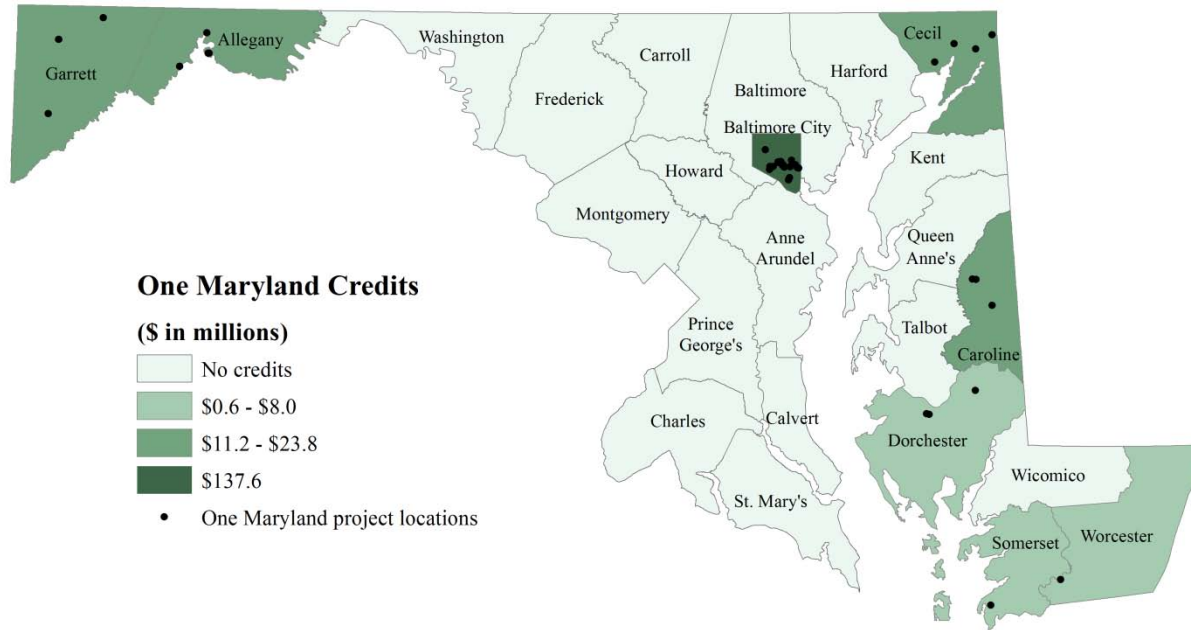 Washington
Allegany
Garrett
Carroll
Cecil
Harford
Frederick
Baltimore
Baltimore City
Kent
Howard
Montgomery
Anne
Arundel
Queen
Anne's
One Maryland Credits
($ in millions)
No credits
$0.6 - $8.0
$11.2 - $23.8
$137.6
One Maryland project locations
Prince
George's
Talbot
Caroline
Charles
Calvert
Dorchester
St. Mary's
Wicomico
Somerset
Worcester